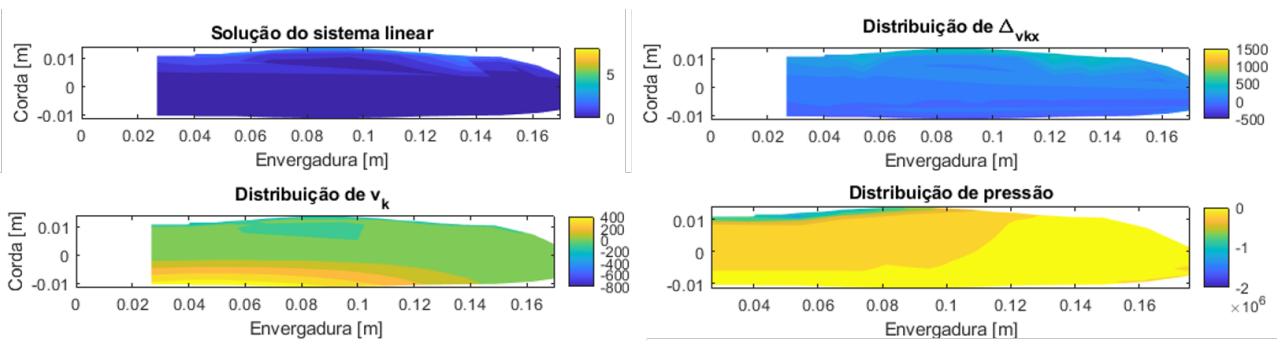 Solução do sistema linear
Corda [m]
0.01
0
-0.01
0 0.02 0.04 0.06 0.08 0.1 0.12 0.14 0.16
Envergadura [m]
5
0
Distribuição de Δvkx
Corda [m]
0.01
0
-0.01
0 0.02 0.04 0.06 0.08 0.1 0.12 0.14 0.16
Envergadura [m]
1500
1000
500
0
-500
Distribuição de vk
Corda [m]
0.01
0
-0.01
0 0.02 0.04 0.06 0.08 0.1 0.12 0.14 0.16
Envergadura [m]
400
200
0
-200
-400
-600
-800
Distribuição de pressão
0.01
0
-0.01
0.04 0.06 0.08 0.1 0.12 0.14 0.16
Envergadura [m]
0
-1
-2
×10^6